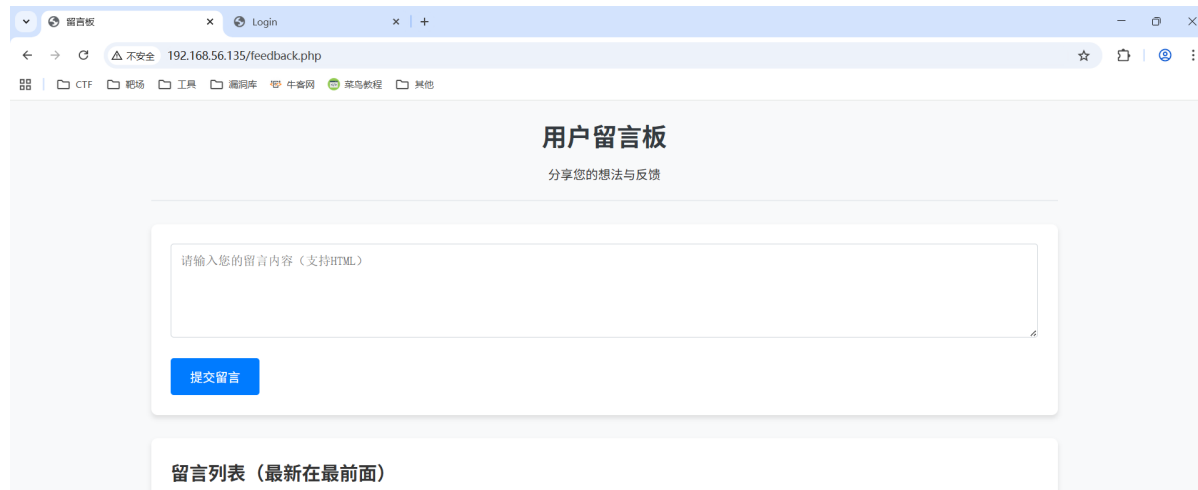 留言板
Login
不安全 192.168.56.135/feedback.php
CTF 靶场 工具 漏洞库 牛客网 菜鸟教程 其他
用户留言板
分享您的想法与反馈
请输入您的留言内容（支持HTML）
提交留言
留言列表（最新在最前面）